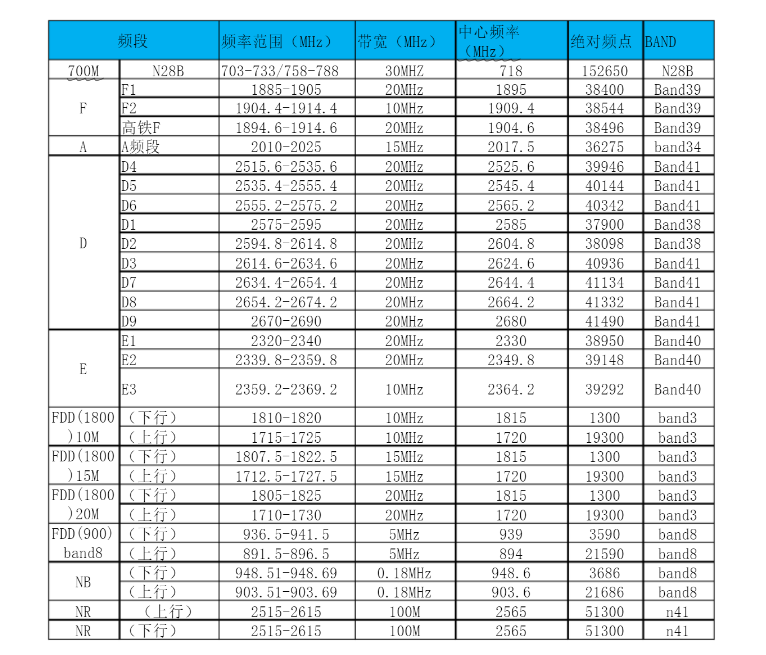 频段 频率范围（MHz） 带宽（MHz） 中心频率（MHz） 绝对频点 BAND
700M N28B 703-733/758-788 30MHZ 718 152650 N28B
F F1 1885-1905 20MHz 1895 38400 Band39
F2 1904.4-1914.4 10MHz 1909.4 38544 Band39
高铁F 1894.6-1914.6 20MHz 1904.6 38496 Band39
A A频段 2010-2025 15MHz 2017.5 36275 band34
D D4 2515.6-2535.6 20MHz 2525.6 39946 Band41
D5 2535.4-2555.4 20MHz 2545.4 40144 Band41
D6 2555.2-2575.2 20MHz 2565.2 40342 Band41
D1 2575-2595 20MHz 2585 37900 Band38
D2 2594.8-2614.8 20MHz 2604.8 38098 Band38
D3 2614.6-2634.6 20MHz 2624.6 40936 Band41
D7 2634.4-2654.4 20MHz 2644.4 41134 Band41
D8 2654.2-2674.2 20MHz 2664.2 41332 Band41
D9 2670-2690 20MHz 2680 41490 Band41
E E1 2320-2340 20MHz 2330 38950 Band40
E2 2339.8-2359.8 20MHz 2349.8 39148 Band40
E3 2359.2-2369.2 10MHz 2364.2 39292 Band40
FDD(1800)10M （下行） 1810-1820 10MHz 1815 1300 band3
（上行） 1715-1725 10MHz 1720 19300 band3
FDD(1800)15M （下行） 1807.5-1822.5 15MHz 1815 1300 band3
（上行） 1712.5-1727.5 15MHz 1720 19300 band3
FDD(1800)20M （下行） 1805-1825 20MHz 1815 1300 band3
（上行） 1710-1730 20MHz 1720 19300 band3
FDD(900)band8 （下行） 936.5-941.5 5MHz 939 3590 band8
（上行） 891.5-896.5 5MHz 894 21590 band8
NB （下行） 948.51-948.69 0.18MHz 948.6 3686 band8
（上行） 903.51-903.69 0.18MHz 903.6 21686 band8
NR （上行） 2515-2615 100M 2565 51300 n41
NR （下行） 2515-2615 100M 2565 51300 n41